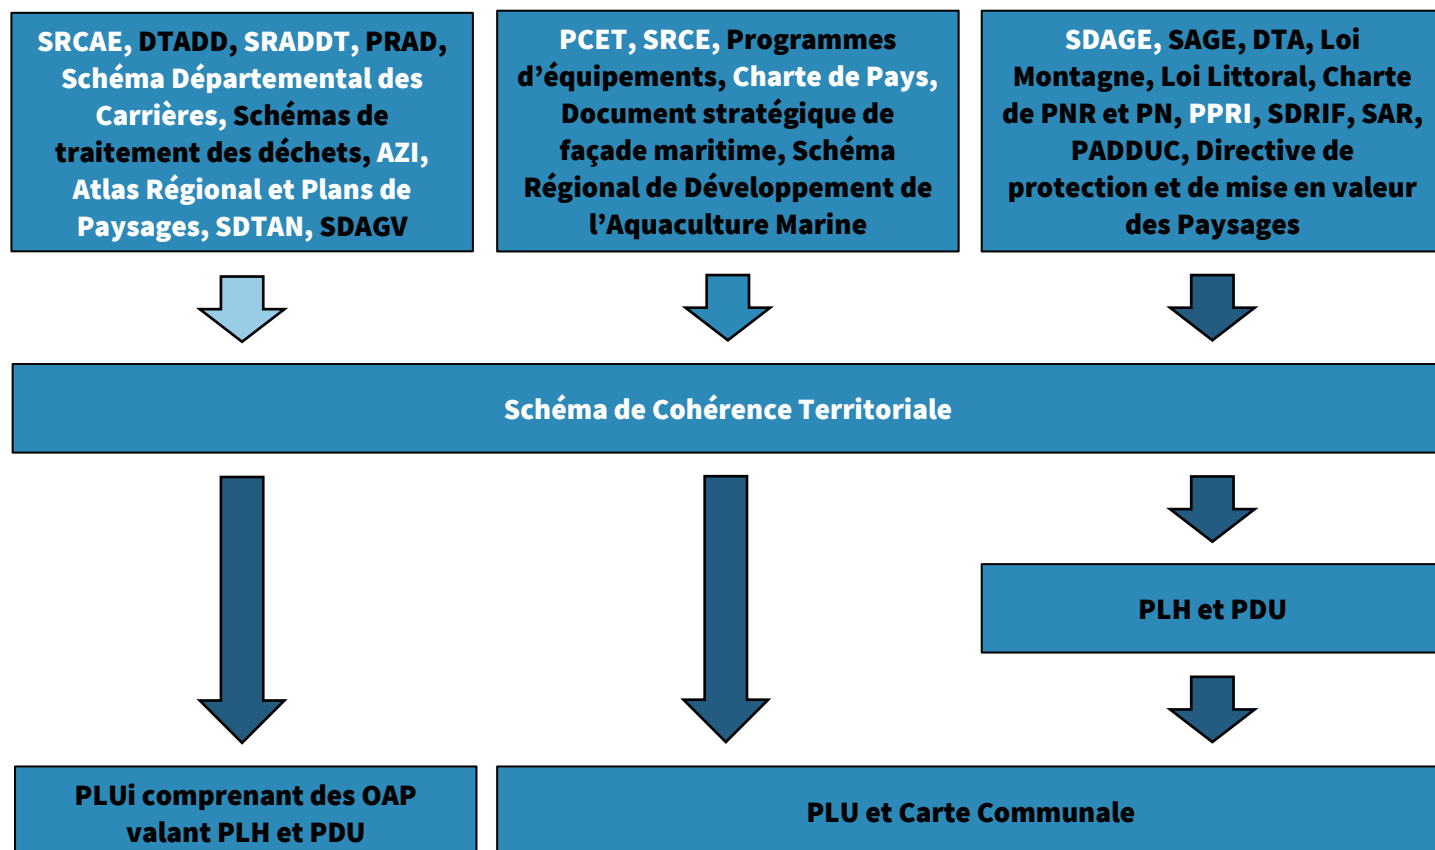 SRCAE, DTADD, SRADDT, PRAD,
Schéma Départemental des
Carrières, Schémas de
traitement des déchets, AZI,
Atlas Régional et Plans de
Paysages, SDTAN, SDAGV
PCET, SRCE, Programmes
d’équipements, Charte de Pays,
Document stratégique de
façade maritime, Schéma
Régional de Développement de
l’Aquaculture Marine
SDAGE, SAGE, DTA, Loi
Montagne, Loi Littoral, Charte
de PNR et PN, PPRI, SDRIF, SAR,
PADDUC, Directive de
protection et de mise en valeur
des Paysages
Schéma de Cohérence Territoriale
PLH et PDU
PLUi comprenant des OAP
valant PLH et PDU
PLU et Carte Communale